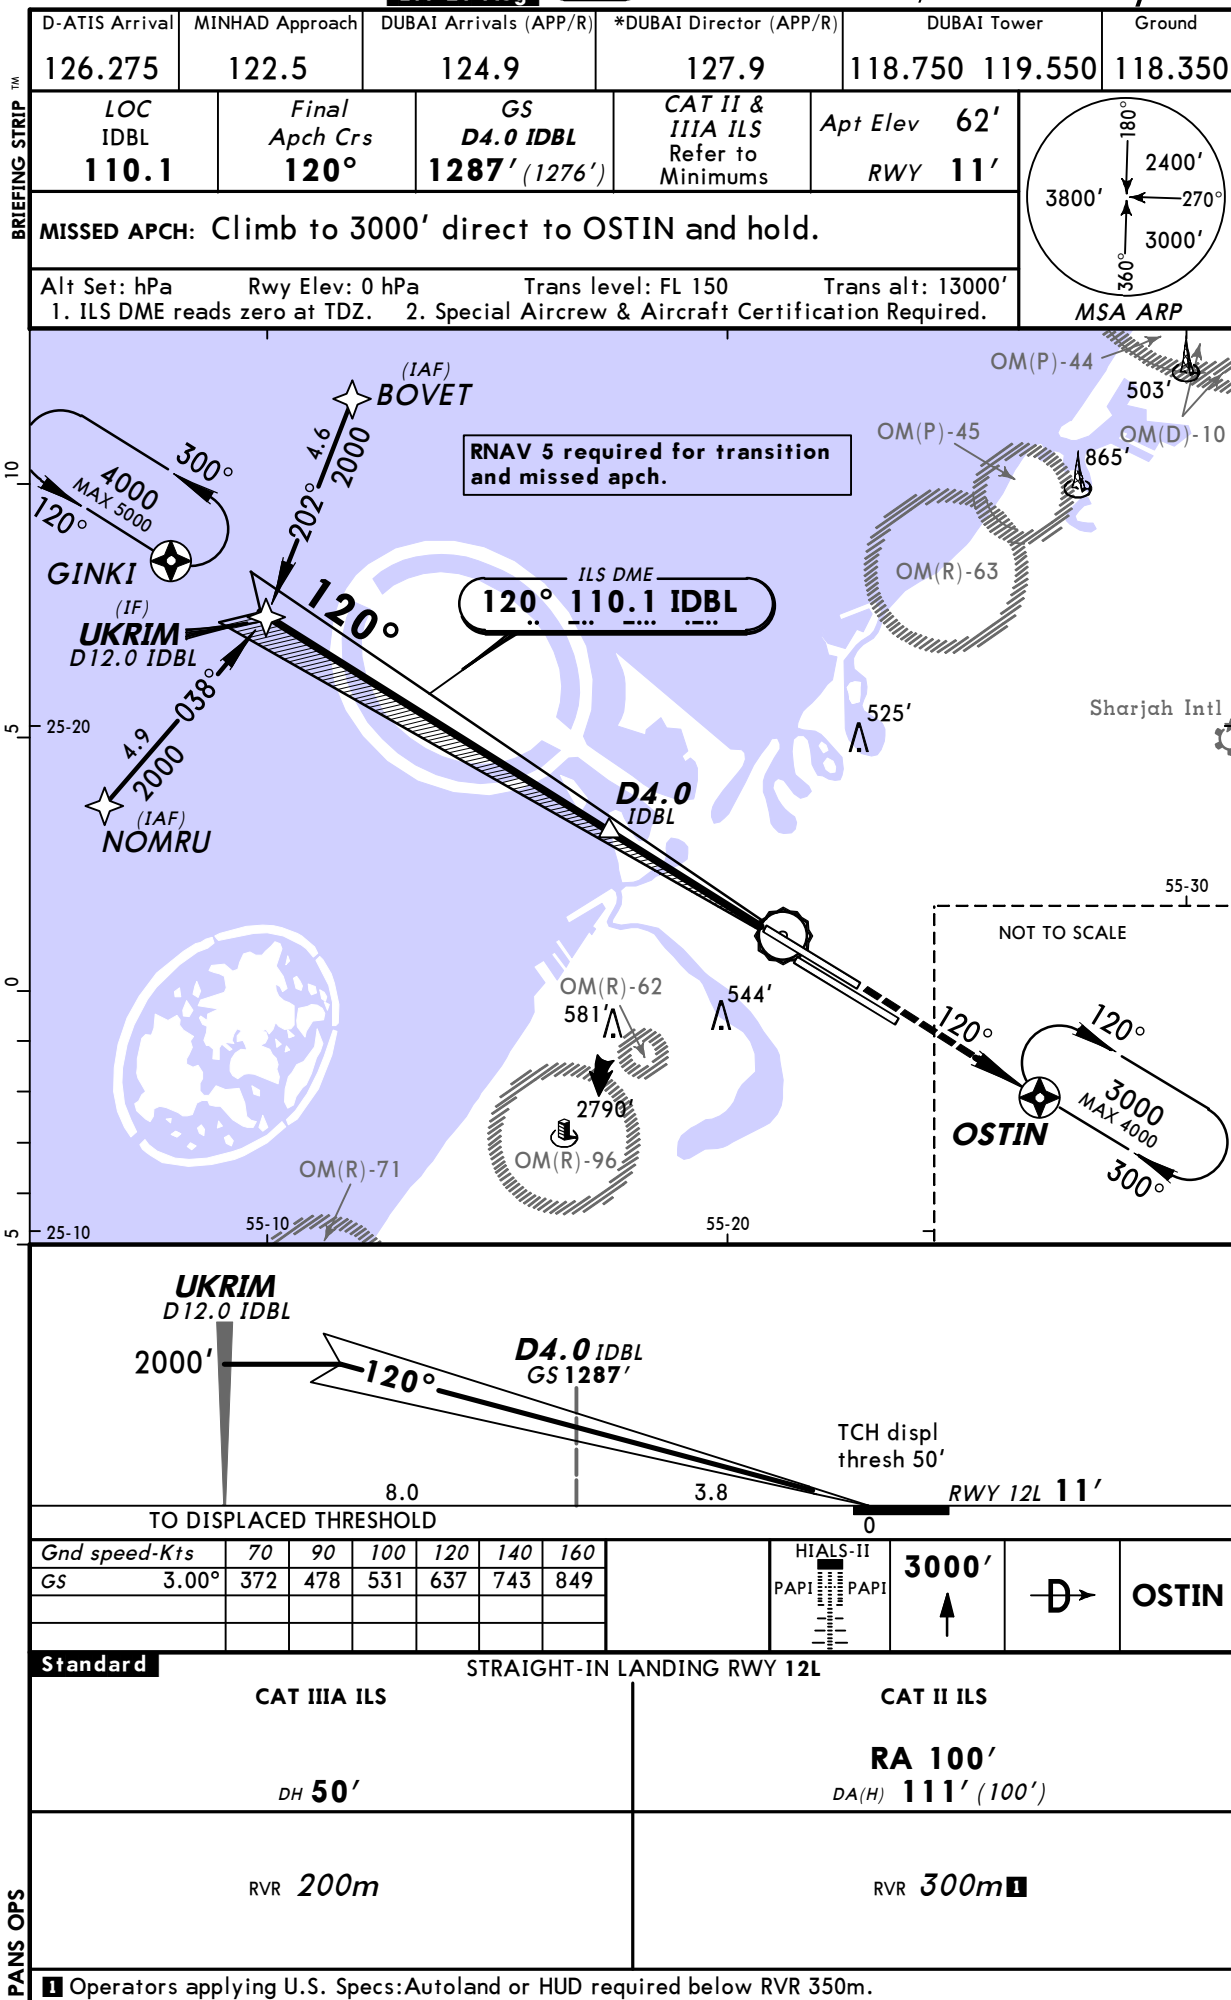 D-ATIS Arrival MINHAD Approach DUBAI Arrivals (APP/R) *DUBAI Director (APP/R) DUBAI Tower Ground
126.275 122.5 124.9 127.9 118.750 119.550 118.350
BRIEFING STRIP TM
LOC
IDBL
110.1
Final
Apch Crs
120°
GS
D4.0 IDBL
1287' (1276')
CAT II &
IIIA ILS
Refer to
Minimums
Apt Elev 62'
RWY 11'
180°
2400'
3800'
270°
3000'
360°
MSA ARP
MISSED APCH: Climb to 3000' direct to OSTIN and hold.
Alt Set: hPa Rwy Elev: 0 hPa Trans level: FL 150 Trans alt: 13000'
1. ILS DME reads zero at TDZ. 2. Special Aircrew & Aircraft Certification Required.
(IAF)
BOVET
4.6
2000
202°
RNAV 5 required for transition
and missed apch.
OM(P)-44
503'
OM(D)-10
OM(P)-45
865'
OM(R)-63
10
300°
4000
MAX 5000
120°
GINKI
(IF)
UKRIM
D12.0 IDBL
120°
ILS DME
120° 110.1 IDBL
038°
4.9
2000
(IAF)
NOMRU
5
25-20
525'
Sharjah Intl
D4.0
IDBL
55-30
NOT TO SCALE
0
OM(R)-62
581'
544'
2790'
OM(R)-96
OM(R)-71
120°
120°
3000
MAX 4000
300°
OSTIN
5
25-10
55-10
55-20
UKRIM
D12.0 IDBL
2000'
120°
D4.0 IDBL
GS 1287'
TCH displ
thresh 50'
8.0 3.8 RWY 12L 11'
TO DISPLACED THRESHOLD 0
Gnd speed-Kts 70 90 100 120 140 160
GS 3.00° 372 478 531 637 743 849
HIALS-II
PAPI PAPI
3000'
D
OSTIN
Standard STRAIGHT-IN LANDING RWY 12L
CAT IIIA ILS CAT II ILS
RA 100'
DH 50' DA(H) 111' (100')
RVR 200m RVR 300m 1
PANS OPS
1 Operators applying U.S. Specs: Autoland or HUD required below RVR 350m.